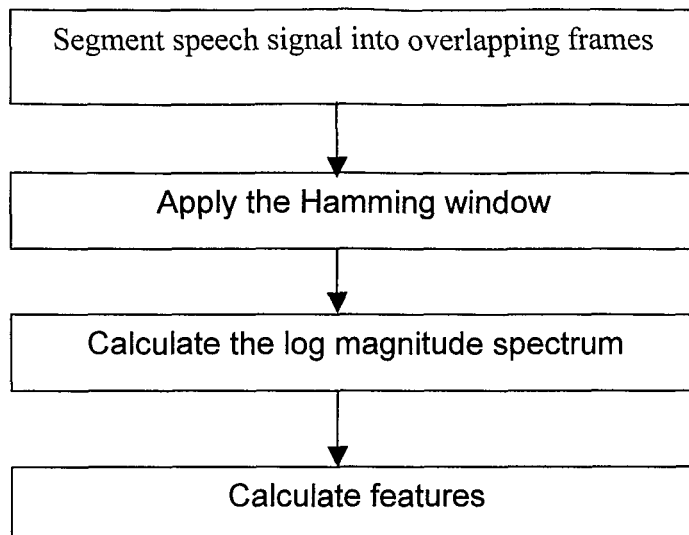 Segment speech signal into overlapping frames
Apply the Hamming window
Calculate the log magnitude spectrum
Calculate features